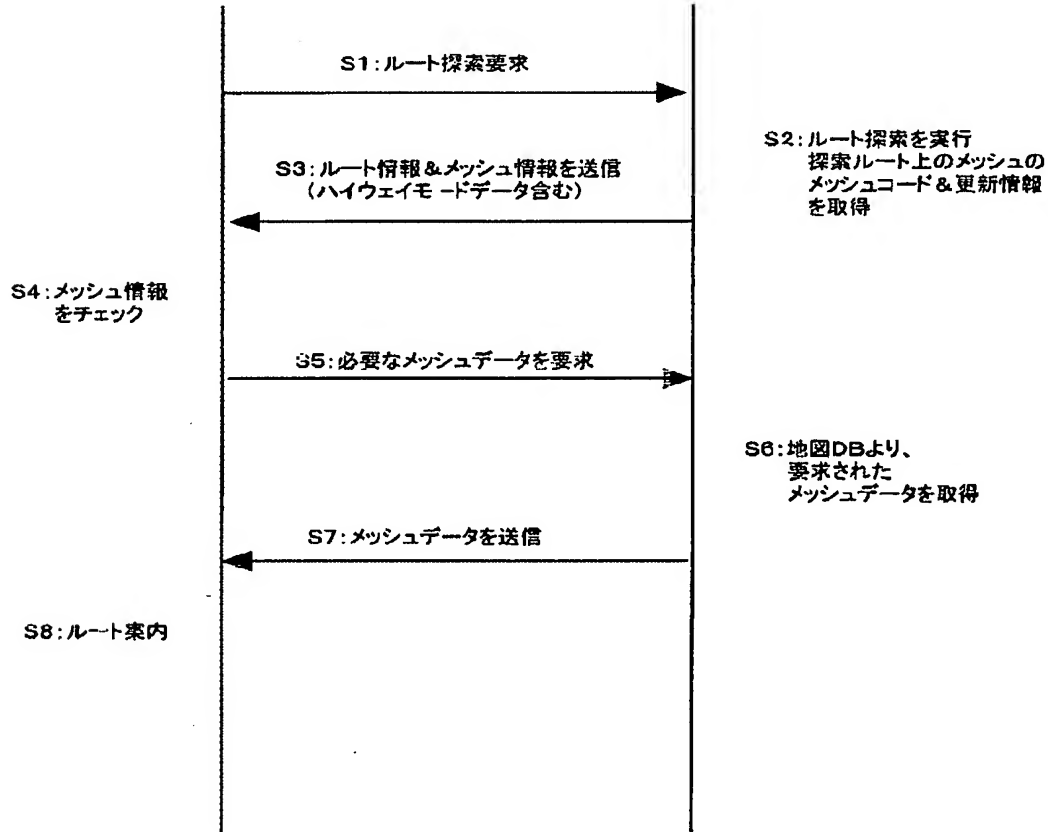 S1:ルート探索要求
S2:ルート探索を実行
探索ルート上のメッシュの
メッシュコード&更新情報
を取得
S3:ルート情報&メッシュ情報を送信
(ハイウェイモードデータ含む)
S4:メッシュ情報
をチェック
S5:必要なメッシュデータを要求
S6:地図DBより、
要求された
メッシュデータを取得
S7:メッシュデータを送信
S8:ルート案内